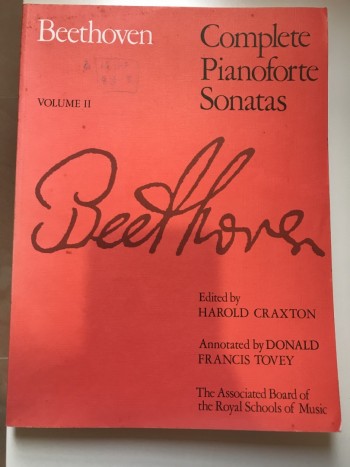 Beethoven
Complete
Pianoforte
Sonatas
VOLUME II
Beethoven
Edited by
HAROLD CRAXTON
Annotated by DONALD
FRANCIS TOVEY
The Associated Board of
the Royal Schools of Music